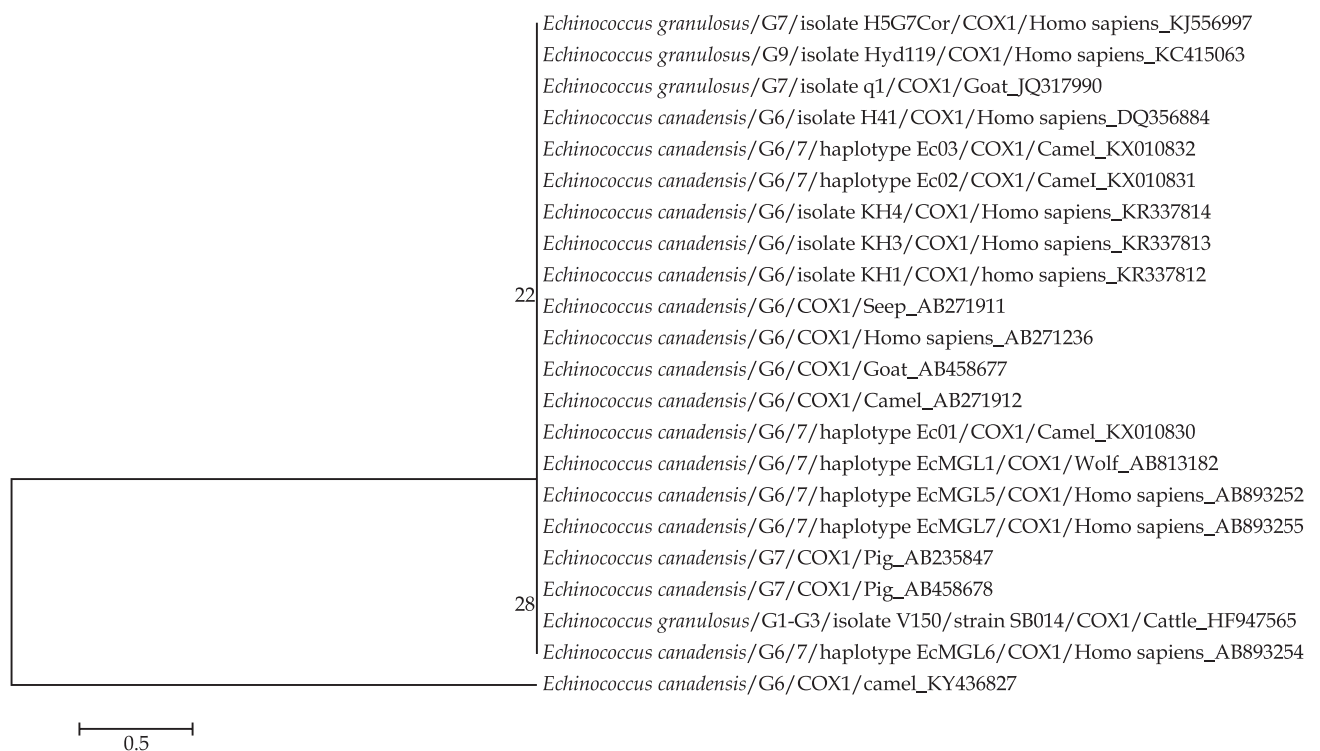 Echinococcus granulosus/G7/isolate H5G7Cor/COX1/Homo sapiens_KJ556997
Echinococcus granulosus/G9/isolate Hyd119/COX1/Homo sapiens_KC415063
Echinococcus granulosus/G7/isolate q1/COX1/Goat_JQ317990
Echinococcus canadensis/G6/isolate H41/COX1/Homo sapiens_DQ356884
Echinococcus canadensis/G6/7/haplotype Ec03/COX1/Camel_KX010832
Echinococcus canadensis/G6/7/haplotype Ec02/COX1/CameI_KX010831
Echinococcus canadensis/G6/isolate KH4/COX1/Homo sapiens_KR337814
Echinococcus canadensis/G6/isolate KH3/COX1/Homo sapiens_KR337813
Echinococcus canadensis/G6/isolate KH1/COX1/homo sapiens_KR337812
22
Echinococcus canadensis/G6/COX1/Seep_AB271911
Echinococcus canadensis/G6/COX1/Homo sapiens_AB271236
Echinococcus canadensis/G6/COX1/Goat_AB458677
Echinococcus canadensis/G6/COX1/Camel_AB271912
Echinococcus canadensis/G6/7/haplotype Ec01/COX1/Camel_KX010830
Echinococcus canadensis/G6/7/haplotype EcMGL1/COX1/Wolf_AB813182
Echinococcus canadensis/G6/7/haplotype EcMGL5/COX1/Homo sapiens_AB893252
Echinococcus canadensis/G6/7/haplotype EcMGL7/COX1/Homo sapiens_AB893255
Echinococcus canadensis/G7/COX1/Pig_AB235847
Echinococcus canadensis/G7/COX1/Pig_AB458678
28
Echinococcus granulosus/G1-G3/isolate V150/strain SB014/COX1/Cattle_HF947565
Echinococcus canadensis/G6/7/haplotype EcMGL6/COX1/Homo sapiens_AB893254
Echinococcus canadensis/G6/COX1/camel_KY436827
0.5